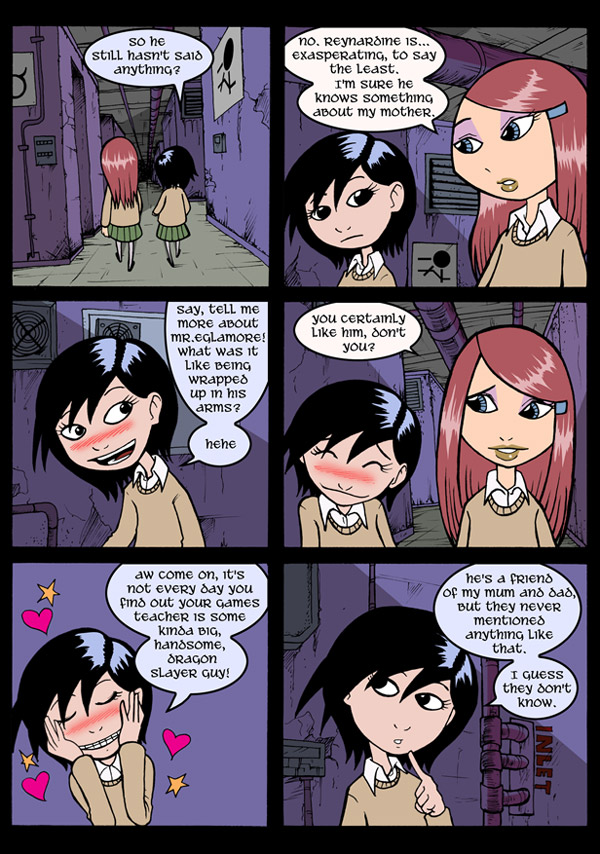 So he
still hasn't said
anything?
No. Reynardine is...
exasperating, to say
the least.
I'm sure he
knows something
about my mother.
Say, tell me
more about
Mr.Eglamore!
What was it
like being
wrapped
up in his
arms?
hehe
You certainly
like him, don't
you?
Aw come on, it's
not every day you
find out your games
teacher is some
kinda big,
handsome,
dragon
slayer guy!
He's a friend
of my mum and dad,
but they never
mentioned
anything like
that.
I guess
they don't
know.
INLET